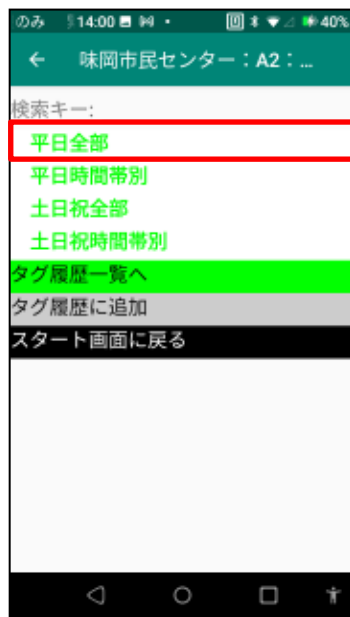 のみ 14:00 40%
味岡市民センター：A2：...
検索キー:
平日全部
平日時間帯別
土日祝全部
土日祝時間帯別
タグ履歴一覧へ
タグ履歴に追加
スタート画面に戻る